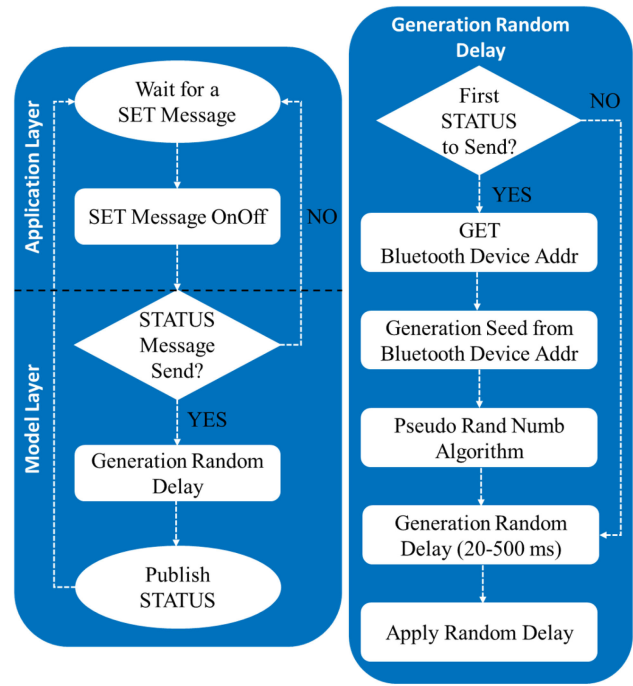 Application Layer
Wait for a
SET Message
SET Message OnOff
NO
Model Layer
STATUS
Message
Send?
YES
Generation Random
Delay
Publish
STATUS
Generation Random
Delay
First
STATUS
to Send?
NO
YES
GET
Bluetooth Device Addr
Generation Seed from
Bluetooth Device Addr
Pseudo Rand Numb
Algorithm
Generation Random
Delay (20-500 ms)
Apply Random Delay